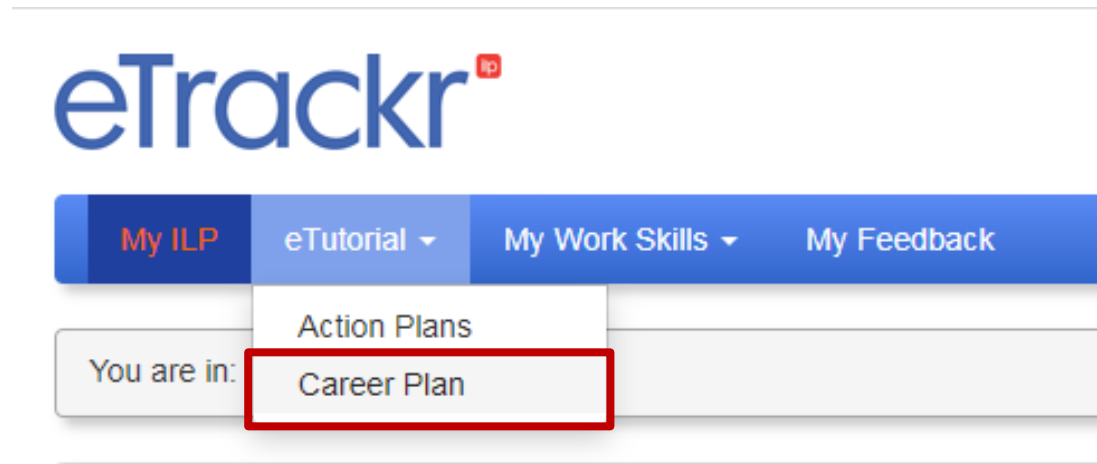 eTrackr ilp
My ILP eTutorial My Work Skills My Feedback
Action Plans
You are in:
Career Plan